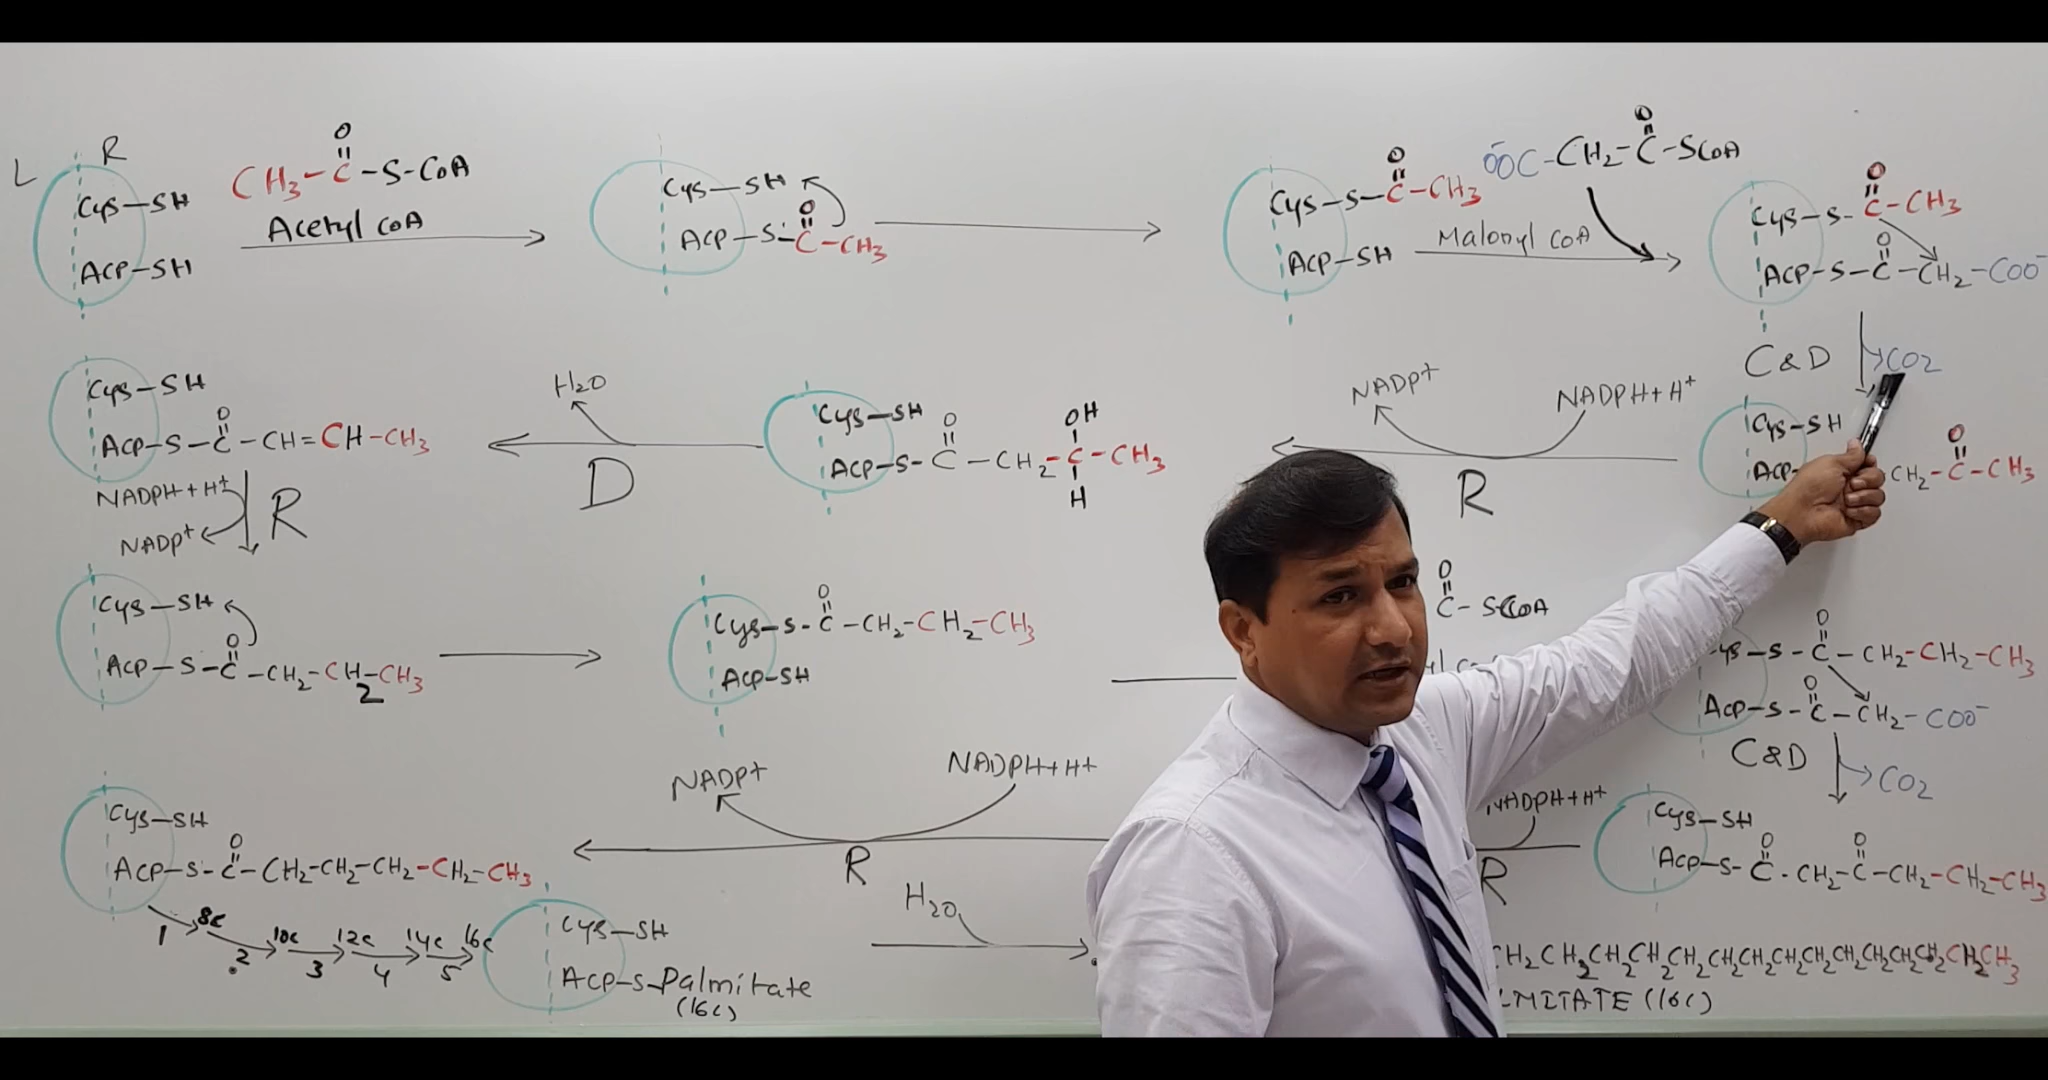 L R
Cys-SH
Acp-SH
O
CH3-C-S-CoA
Acetyl CoA
Cys-SH
O
Acp-S-C-CH3
O
Cys-S-C-CH3
Acp-SH
O
-OOC-CH2-C-SCoA
Malonyl CoA
O
Cys-S-C-CH3
O
Acp-S-C-CH2-COO-
C&D CO2
Cys-SH
O
Acp- CH2-C-CH3
NADP+ NADPH+H+
R
Cys-SH
O OH
Acp-S-C-CH2-C-CH3
H
H2O
D
Cys-SH
O
Acp-S-C-CH=CH-CH3
NADPH+H+
NADP+
R
Cys-SH
O
Acp-S-C-CH2-CH2-CH3
O
Cys-S-C-CH2-CH2-CH3
Acp-SH
O
C-SCoA
O
ys-S-C-CH2-CH2-CH3
O
Acp-S-C-CH2-COO-
C&D CO2
Cys-SH
O O
Acp-S-C-CH2-C-CH2-CH2-CH3
NADPH+H+
R
NADP+ NADPH+H+
R
Cys-SH
O
Acp-S-C-CH2-CH2-CH2-CH2-CH3
8c 10c 12c 14c 16c
1 2 3 4 5
Cys-SH
Acp-S-Palmitate
(16c)
H2O
CH2CH2CH2CH2CH2CH2CH2CH2CH2CH2CH2CH2CH2CH3
LMITATE (16c)